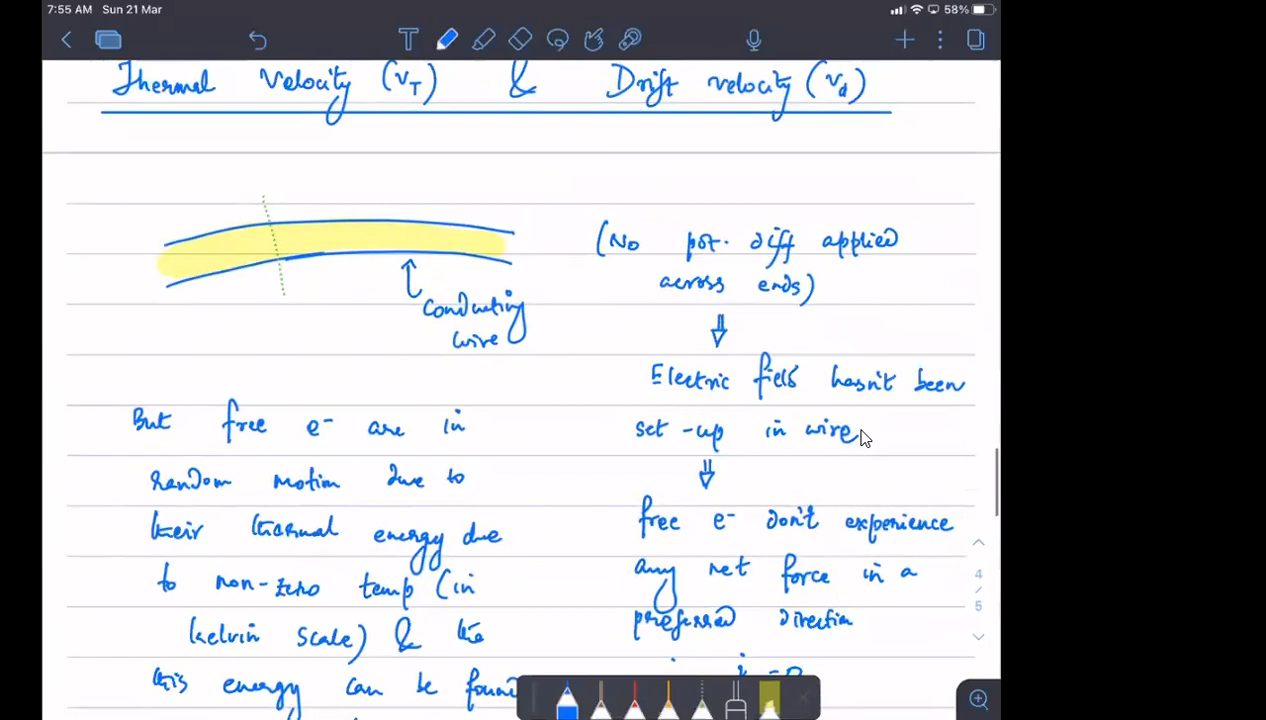 7:55 AM Sun 21 Mar
58%
Thermal Velocity (vT) & Drift velocity (vd)
conducting
wire
(No pot. diff applied
across ends)
⇓
Electric field hasn't been
set-up in wire
⇓
free e- don't experience
any net force in a
preferred direction
But free e- are in
random motion due to
their thermal energy due
to non-zero temp (in
kelvin scale) & the
this energy can be found
4
/
5